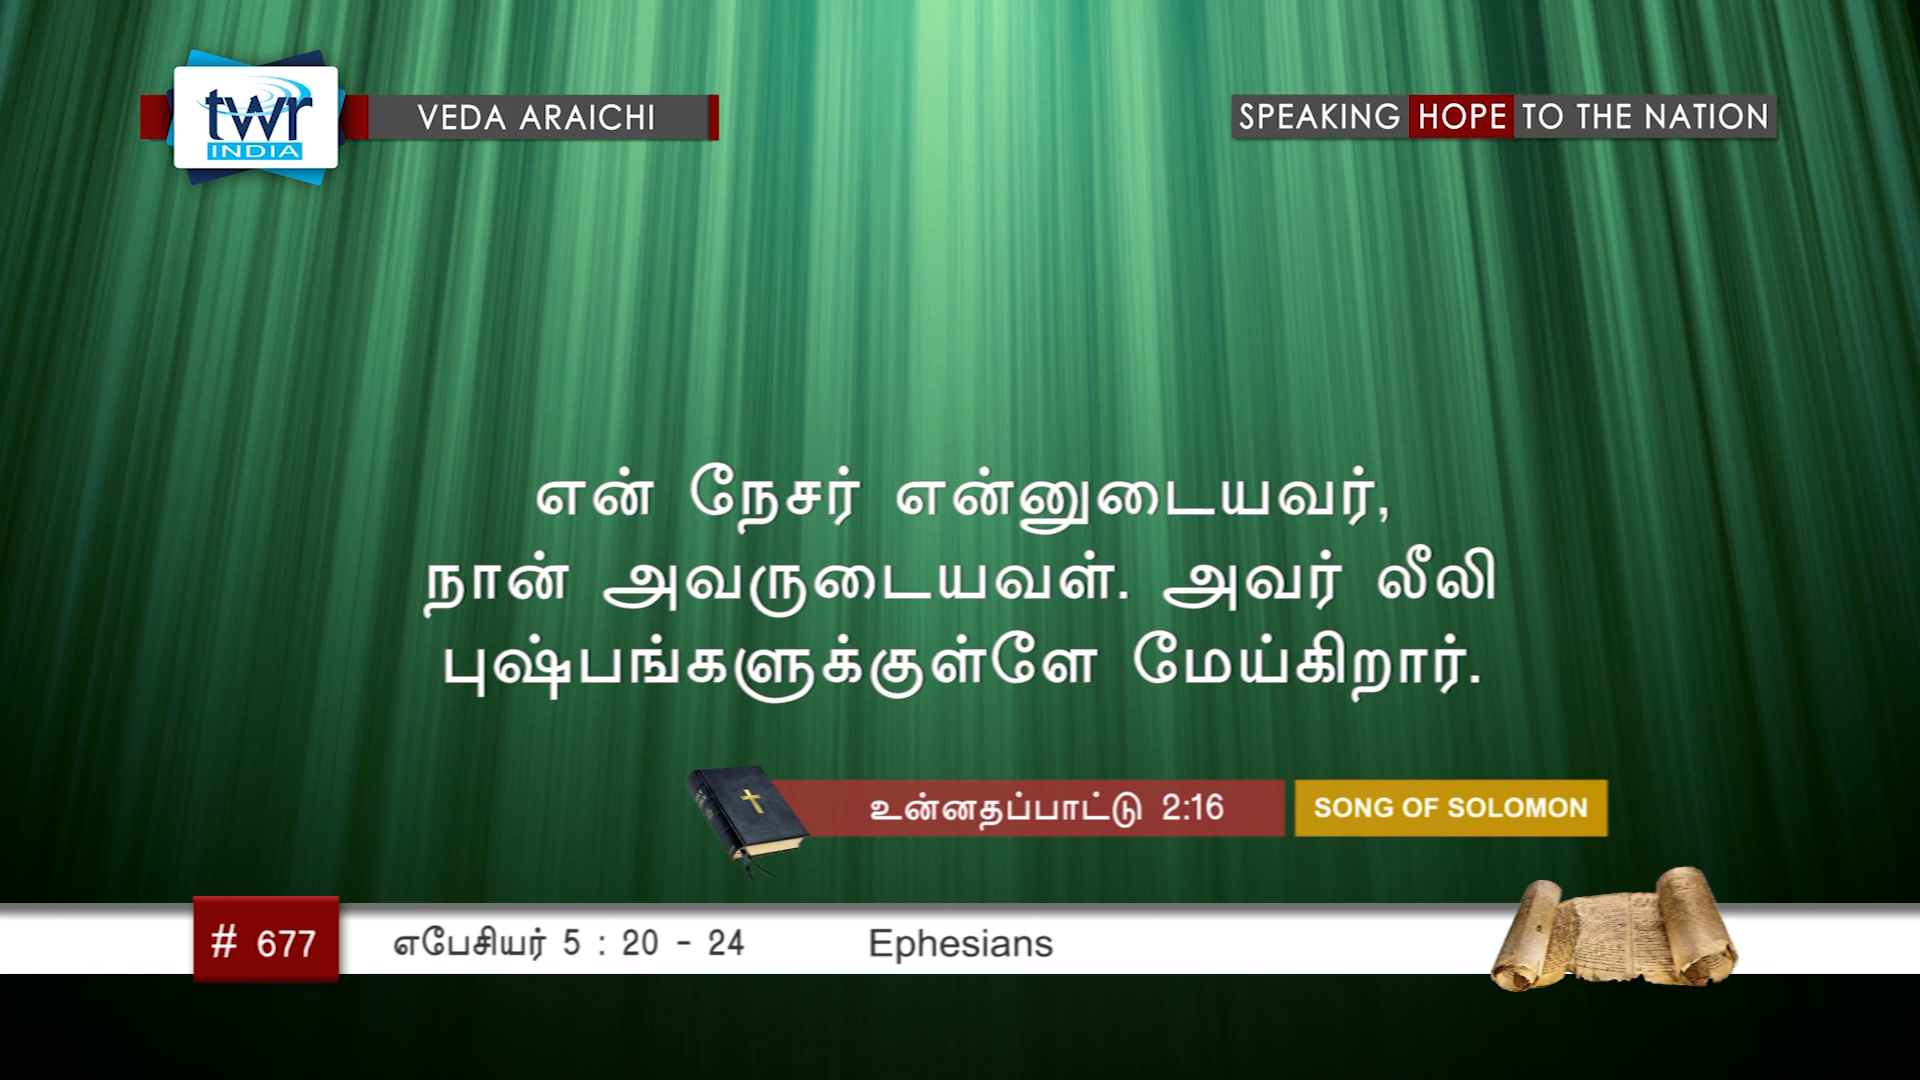 twr
INDIA
VEDA ARAICHI
SPEAKING HOPE TO THE NATION
என் நேசர் என்னுடையவர்,
நான் அவருடையவள். அவர் லீலி
புஷ்பங்களுக்குள்ளே மேய்கிறார்.
உன்னதப்பாட்டு 2:16
SONG OF SOLOMON
# 677
எபேசியர் 5 : 20 - 24
Ephesians